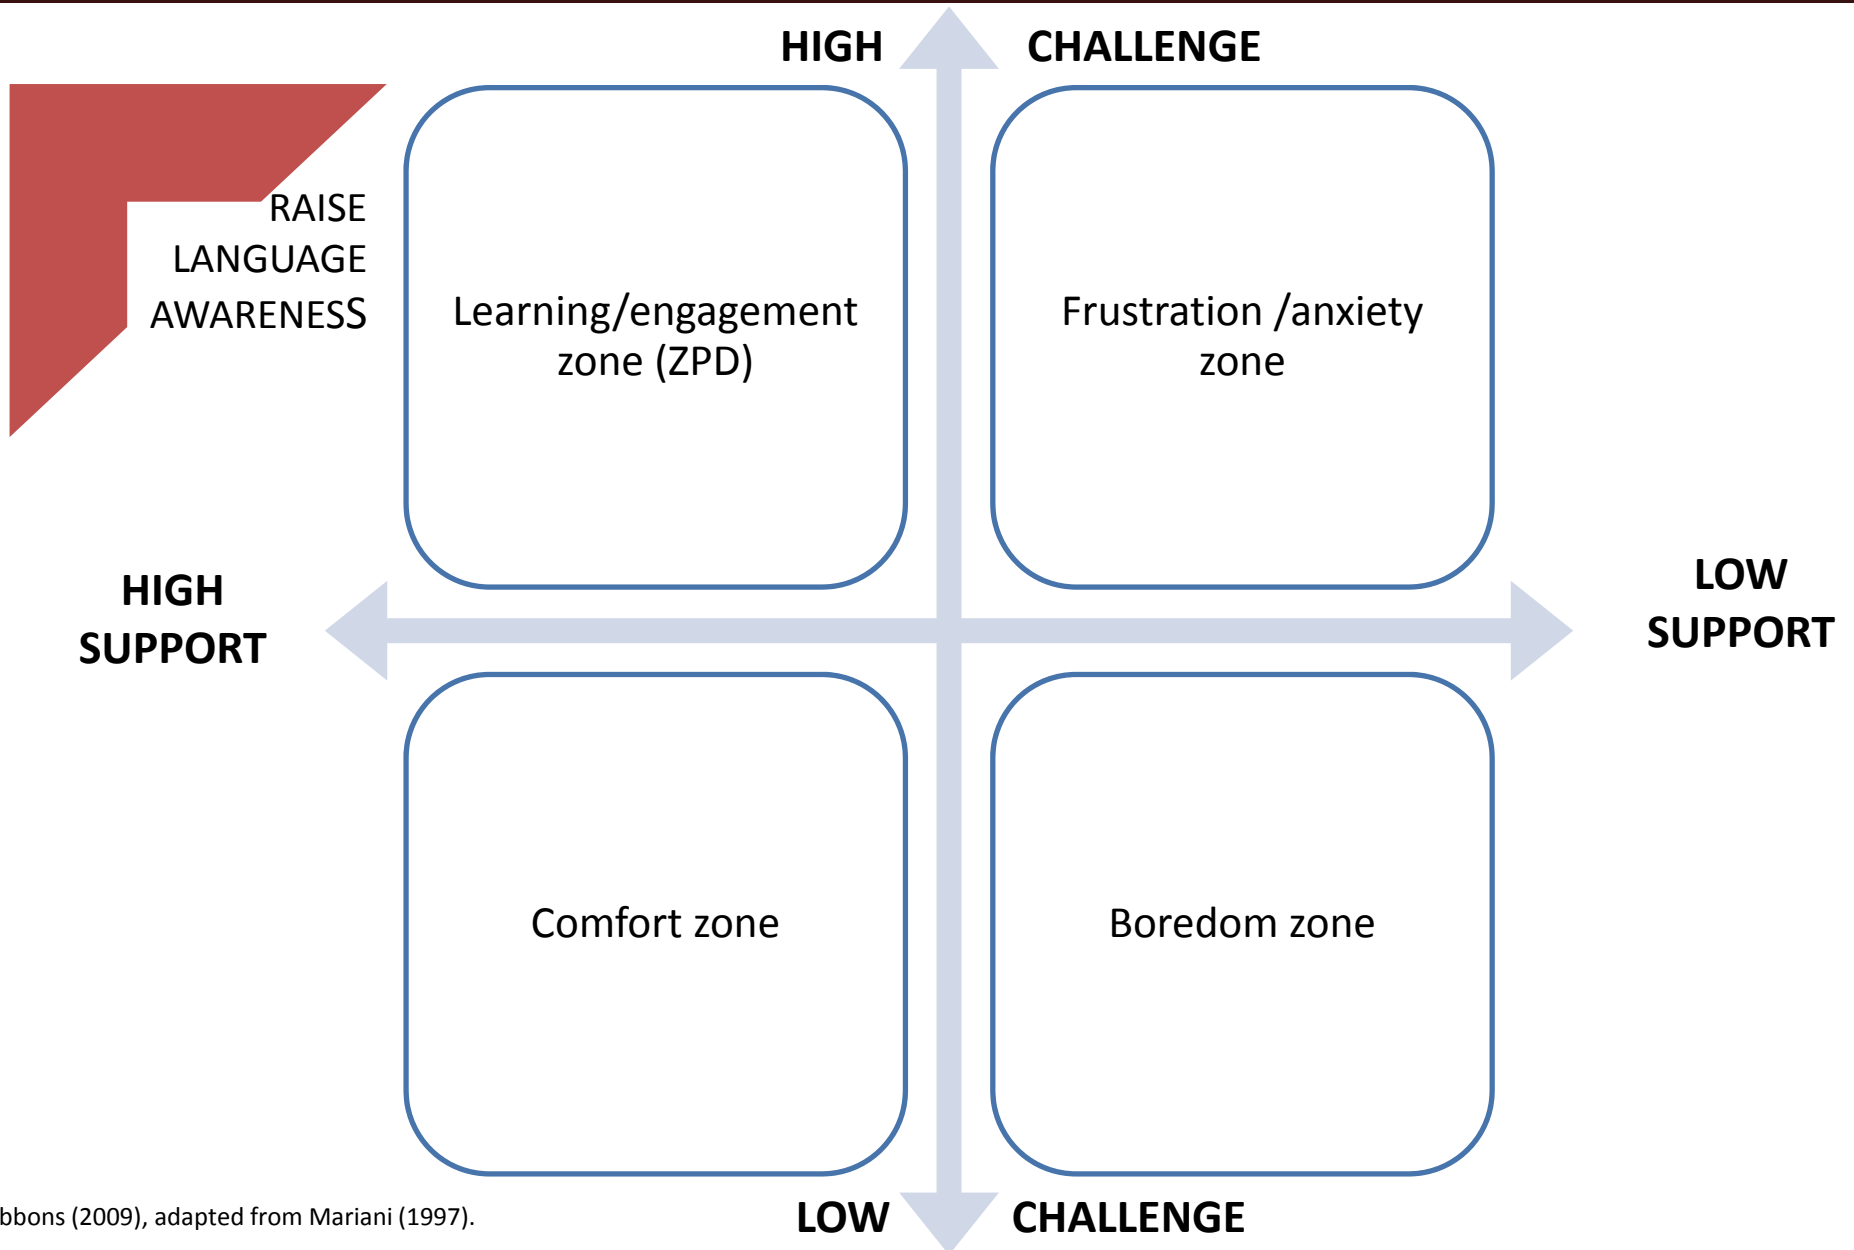 HIGH CHALLENGE
RAISE
LANGUAGE
AWARENESS
Learning/engagement
zone (ZPD)
Frustration /anxiety
zone
HIGH
SUPPORT
LOW
SUPPORT
Comfort zone
Boredom zone
bbons (2009), adapted from Mariani (1997).
LOW CHALLENGE